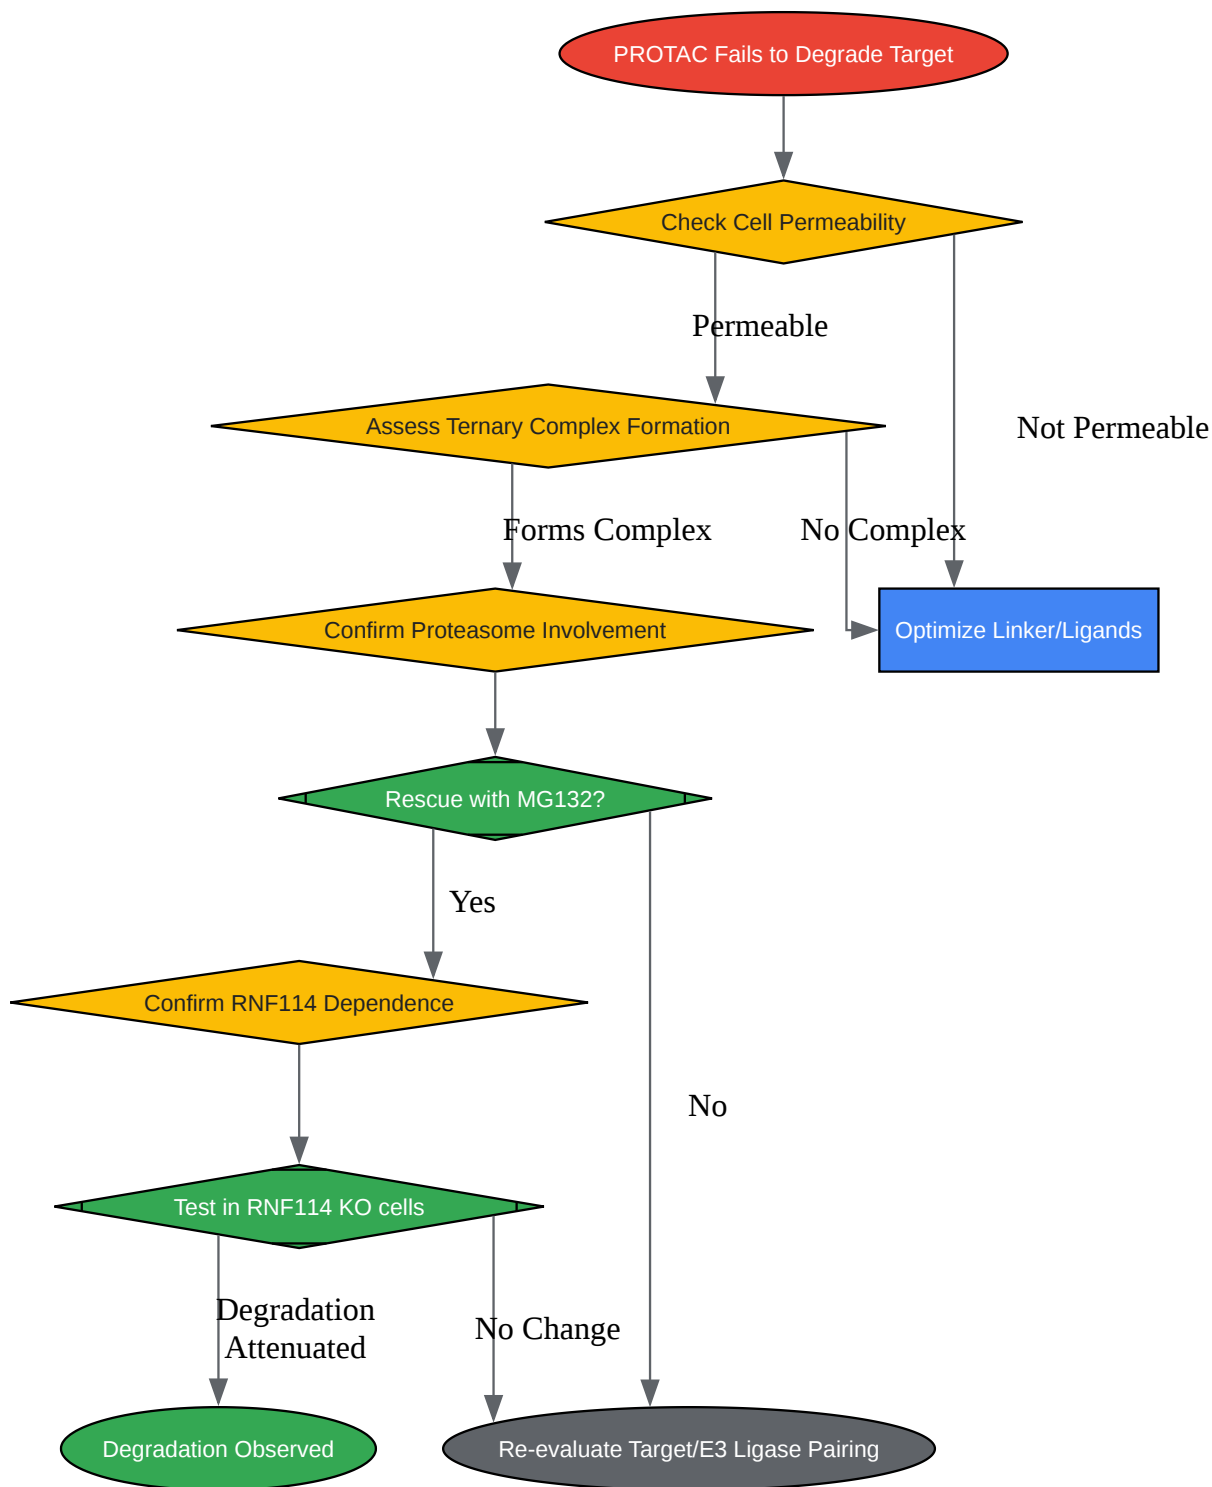 PROTAC Fails to Degrade Target
Check Cell Permeability
Permeable
Assess Ternary Complex Formation
Not Permeable
Forms Complex
No Complex
Confirm Proteasome Involvement
Optimize Linker/Ligands
Rescue with MG132?
Yes
Confirm RNF114 Dependence
No
Test in RNF114 KO cells
Degradation
Attenuated
No Change
Degradation Observed
Re-evaluate Target/E3 Ligase Pairing